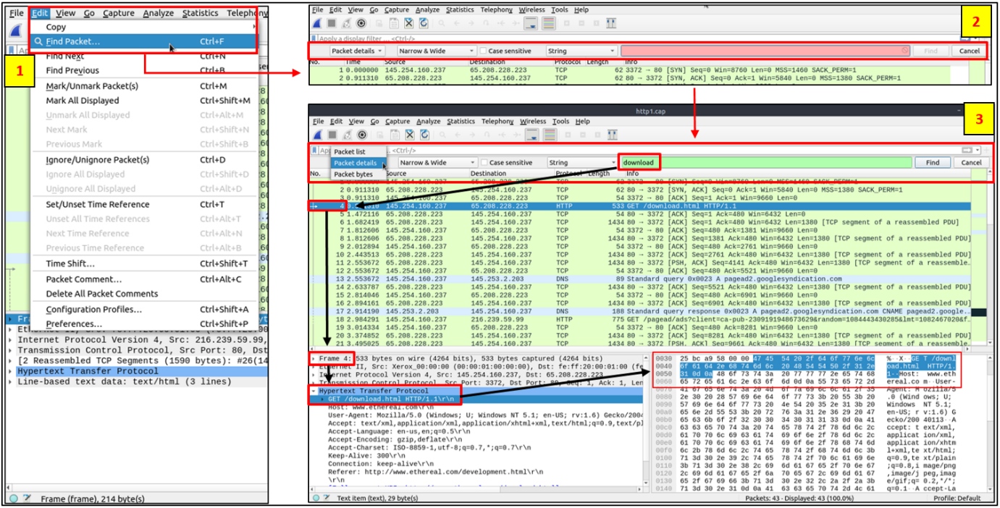 File Edit View Go Capture Analyze Statistics Telephony
1
Copy
Find Packet... Ctrl+F
Find Next Ctrl+N
Find Previous Ctrl+B
Mark/Unmark Packet(s) Ctrl+M
Mark All Displayed Ctrl+Shift+M
Unmark All Displayed Ctrl+Alt+M
Next Mark Ctrl+Shift+N
Previous Mark Ctrl+Shift+B
Ignore/Unignore Packet(s) Ctrl+D
Ignore All Displayed Ctrl+Shift+D
Unignore All Displayed Ctrl+Alt+D
Set/Unset Time Reference Ctrl+T
Unset All Time References Ctrl+Alt+T
Next Time Reference Ctrl+Alt+N
Previous Time Reference Ctrl+Alt+B
Time Shift... Ctrl+Shift+T
Packet Comment... Ctrl+Alt+C
Delete All Packet Comments
Configuration Profiles... Ctrl+Shift+A
Preferences... Ctrl+Shift+P
Internet Protocol Version 4, Src: 216.239.59.99,
Transmission Control Protocol, Src Port: 80, Dst
[2 Reassembled TCP Segments (1590 bytes): #26(14
Hypertext Transfer Protocol
Line-based text data: text/html (3 lines)
Frame (frame), 214 byte(s)
File Edit View Go Capture Analyze Statistics Telephony Wireless Tools Help
2
Apply a display filter ... <Ctrl-/>
Packet details Narrow & Wide Case sensitive String Find Cancel
No. Time Source Destination Protocol Length Info
1 0.000000 145.254.160.237 65.208.228.223 TCP 62 3372 → 80 [SYN] Seq=0 Win=8760 Len=0 MSS=1460 SACK_PERM=1
2 0.911310 65.208.228.223 145.254.160.237 TCP 62 80 → 3372 [SYN, ACK] Seq=0 Ack=1 Win=5840 Len=0 MSS=1380 SACK_PERM=1
http1.cap
3
File Edit View Go Capture Analyze Statistics Telephony Wireless Tools Help
Packet list <Ctrl-/>
Packet details Narrow & Wide Case sensitive String download Find Cancel
Packet bytes
No. Source Destination Protocol Length Info
2 0.911310 65.208.228.223 145.254.160.237 TCP 62 80 → 3372 [SYN, ACK] Seq=0 Ack=1 Win=5840 Len=0 MSS=1380 SACK_PERM=1
3 0.911310 145.254.160.237 65.208.228.223 TCP 54 3372 → 80 [ACK] Seq=1 Ack=1 Win=9660 Len=0
4 145.254.160.237 65.208.228.223 HTTP 533 GET /download.html HTTP/1.1
5 1.472116 65.208.228.223 145.254.160.237 TCP 54 80 → 3372 [ACK] Seq=1 Ack=480 Win=6432 Len=0
6 1.682419 65.208.228.223 145.254.160.237 TCP 1434 80 → 3372 [ACK] Seq=1 Ack=480 Win=6432 Len=1380 [TCP segment of a reassembled PDU]
7 1.812606 145.254.160.237 65.208.228.223 TCP 54 3372 → 80 [ACK] Seq=480 Ack=1381 Win=9660 Len=0
8 1.812606 65.208.228.223 145.254.160.237 TCP 1434 80 → 3372 [ACK] Seq=1381 Ack=480 Win=6432 Len=1380 [TCP segment of a reassembled PDU]
9 2.012894 145.254.160.237 65.208.228.223 TCP 54 3372 → 80 [ACK] Seq=480 Ack=2761 Win=9660 Len=0
10 2.443513 65.208.228.223 145.254.160.237 TCP 1434 80 → 3372 [ACK] Seq=2761 Ack=480 Win=6432 Len=1380 [TCP segment of a reassembled PDU]
11 2.553672 65.208.228.223 145.254.160.237 TCP 1434 80 → 3372 [PSH, ACK] Seq=4141 Ack=480 Win=6432 Len=1380 [TCP segment of a reassemble...
12 2.553672 145.254.160.237 65.208.228.223 TCP 54 3372 → 80 [ACK] Seq=480 Ack=5521 Win=9660 Len=0
13 2.553672 145.254.160.237 145.253.2.203 DNS 89 Standard query 0x0023 A pagead2.googlesyndication.com
14 2.633787 65.208.228.223 145.254.160.237 TCP 1434 80 → 3372 [ACK] Seq=5521 Ack=480 Win=6432 Len=1380 [TCP segment of a reassembled PDU]
15 2.814046 145.254.160.237 65.208.228.223 TCP 54 3372 → 80 [ACK] Seq=480 Ack=6901 Win=9660 Len=0
16 2.894161 65.208.228.223 145.254.160.237 TCP 1434 80 → 3372 [ACK] Seq=6901 Ack=480 Win=6432 Len=1380 [TCP segment of a reassembled PDU]
17 2.914190 145.253.2.203 145.254.160.237 DNS 188 Standard query response 0x0023 A pagead2.googlesyndication.com CNAME pagead2.google...
18 2.984291 145.254.160.237 216.239.59.99 HTTP 775 GET /pagead/ads?client=ca-pub-2309191948673629&random=1084443430285&lmt=1082467020&f...
19 3.014334 145.254.160.237 65.208.228.223 TCP 54 3372 → 80 [ACK] Seq=480 Ack=8281 Win=9660 Len=0
20 3.374852 65.208.228.223 145.254.160.237 TCP 1434 80 → 3372 [ACK] Seq=8281 Ack=480 Win=6432 Len=1380 [TCP segment of a reassembled PDU]
21 3.495025 65.208.228.223 145.254.160.237 TCP 1434 80 → 3372 [PSH, ACK] Seq=9661 Ack=480 Win=6432 Len=1380 [TCP segment of a reassemble...
Frame 4: 533 bytes on wire (4264 bits), 533 bytes captured (4264 bits)
Ethernet II, Src: Xerox_00:00:00 (00:00:01:00:00:00), Dst: fe:ff:20:00:01:00 (fe
Internet Protocol Version 4, Src: 145.254.160.237, Dst: 65.208.228.223
Transmission Control Protocol, Src Port: 3372, Dst Port: 80, Seq: 1, Ack: 1, Len
Hypertext Transfer Protocol
GET /download.html HTTP/1.1\r\n
Host: www.ethereal.com\r\n
User-Agent: Mozilla/5.0 (Windows; U; Windows NT 5.1; en-US; rv:1.6) Gecko/2004
Accept: text/xml,application/xml,application/xhtml+xml,text/html;q=0.9,text/pl
Accept-Language: en-us,en;q=0.5\r\n
Accept-Encoding: gzip,deflate\r\n
Accept-Charset: ISO-8859-1,utf-8;q=0.7,*;q=0.7\r\n
Keep-Alive: 300\r\n
Connection: keep-alive\r\n
Referer: http://www.ethereal.com/development.html\r\n
\r\n
0030 25 bc a9 58 00 00 47 45 54 20 2f 64 6f 77 6e 6c %··X··GE T /downl
0040 6f 61 64 2e 68 74 6d 6c 20 48 54 54 50 2f 31 2e oad.html HTTP/1.
0050 31 0d 0a 48 6f 73 74 3a 20 77 77 77 2e 65 74 68 1··Host: www.eth
0060 65 72 65 61 6c 2e 63 6f 6d 0d 0a 55 73 65 72 2d ereal.co m··User-
0070 41 67 65 6e 74 3a 20 4d 6f 7a 69 6c 6c 61 2f 35 Agent: M ozilla/5
0080 2e 30 20 28 57 69 6e 64 6f 77 73 3b 20 55 3b 20 .0 (Wind ows; U;
0090 57 69 6e 64 6f 77 73 20 4e 54 20 35 2e 31 3b 20 Windows NT 5.1;
00a0 65 6e 2d 55 53 3b 20 72 76 3a 31 2e 36 29 20 47 en-US; r v:1.6) G
00b0 65 63 6b 6f 2f 32 30 30 34 30 31 31 33 0d 0a 41 ecko/200 40113··A
00c0 63 63 65 70 74 3a 20 74 65 78 74 2f 78 6d 6c 2c ccept: t ext/xml,
00d0 61 70 70 6c 69 63 61 74 69 6f 6e 2f 78 6d 6c 2c applicat ion/xml,
00e0 61 70 70 6c 69 63 61 74 69 6f 6e 2f 78 68 74 6d applicat ion/xhtm
00f0 6c 2b 78 6d 6c 2c 74 65 78 74 2f 68 74 6d 6c 3b l+xml,te xt/html;
0100 71 3d 30 2e 39 2c 74 65 78 74 2f 70 6c 61 69 6e q=0.9,te xt/plain
0110 3b 71 3d 30 2e 38 2c 69 6d 61 67 65 2f 70 6e 67 ;q=0.8,i mage/png
0120 2c 69 6d 61 67 65 2f 6a 70 65 67 2c 69 6d 61 67 ,image/j peg,imag
0130 65 2f 67 69 66 3b 71 3d 30 2e 32 2c 2a 2f 2a 3b e/gif;q= 0.2,*/*;
0140 71 3d 30 2e 31 0d 0a 41 63 63 65 70 74 2d 4c 61 q=0.1··A ccept-La
Text item (text), 29 byte(s) Packets: 43 · Displayed: 43 (100.0%) Profile: Default